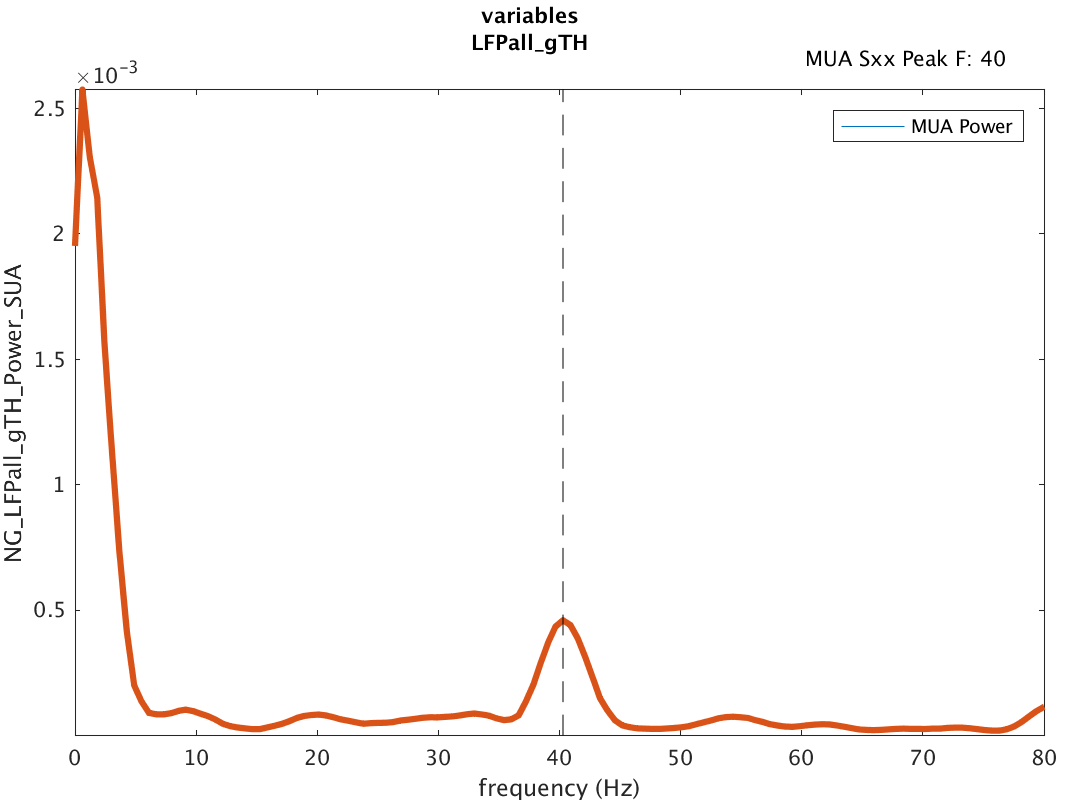 variables
LFPall_gTH
MUA Sxx Peak F: 40
×10⁻³
MUA Power
2.5
2
1.5
1
0.5
NG_LFPall_gTH_Power_SUA
0 10 20 30 40 50 60 70 80
frequency (Hz)